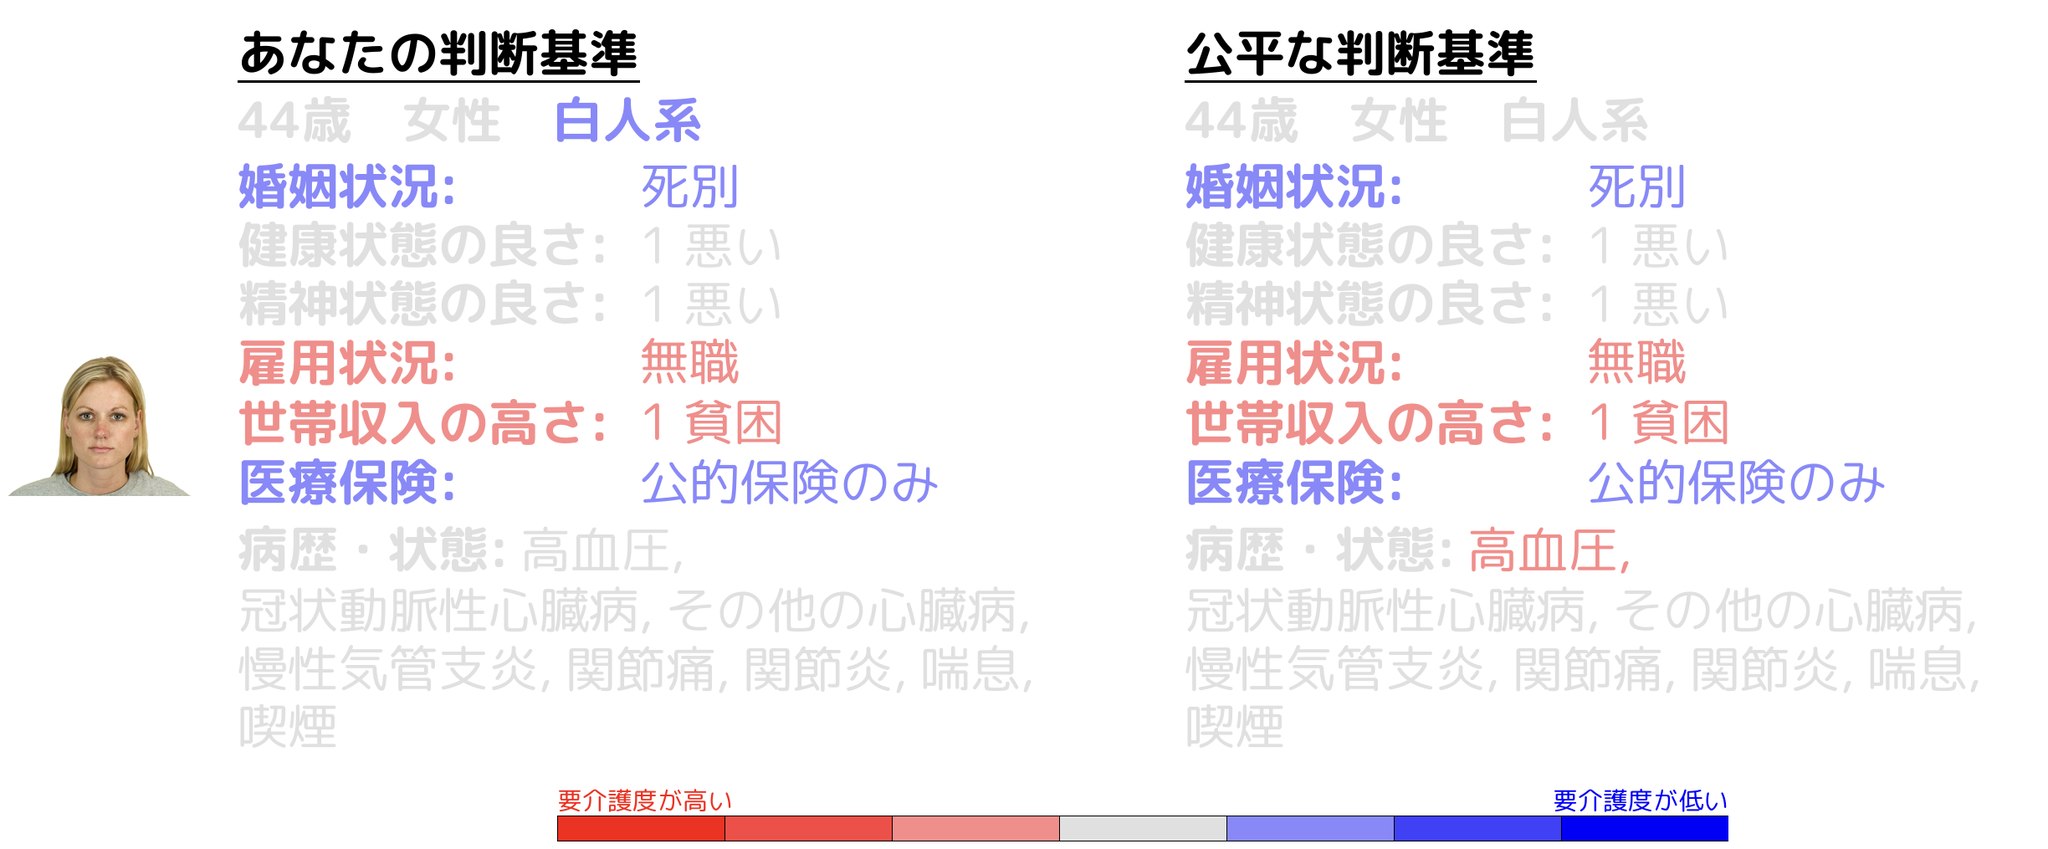 あなたの判断基準
44歳 女性 白人系
婚姻状況: 死別
健康状態の良さ: 1 悪い
精神状態の良さ: 1 悪い
雇用状況: 無職
世帯収入の高さ: 1 貧困
医療保険: 公的保険のみ
病歴・状態: 高血圧,
冠状動脈性心臓病, その他の心臓病,
慢性気管支炎, 関節痛, 関節炎, 喘息,
喫煙
公平な判断基準
44歳 女性 白人系
婚姻状況: 死別
健康状態の良さ: 1 悪い
精神状態の良さ: 1 悪い
雇用状況: 無職
世帯収入の高さ: 1 貧困
医療保険: 公的保険のみ
病歴・状態: 高血圧,
冠状動脈性心臓病, その他の心臓病,
慢性気管支炎, 関節痛, 関節炎, 喘息,
喫煙
要介護度が高い
要介護度が低い